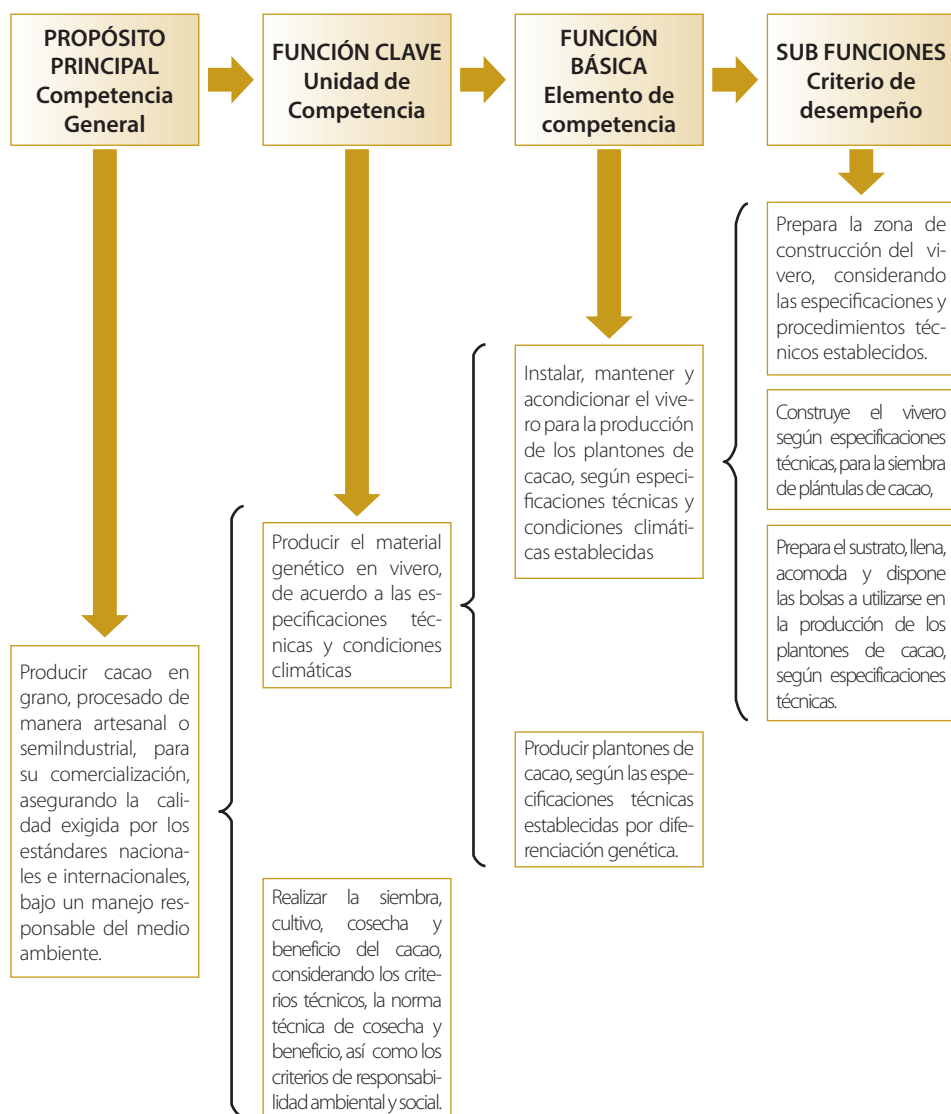 PROPÓSITO
PRINCIPAL
Competencia
General
FUNCIÓN CLAVE
Unidad de
Competencia
FUNCIÓN
BÁSICA
Elemento de
competencia
SUB FUNCIONES
Criterio de
desempeño
Producir cacao en
grano, procesado de
manera artesanal o
semiIndustrial, para
su comercialización,
asegurando la cali-
dad exigida por los
estándares naciona-
les e internacionales,
bajo un manejo res-
ponsable del medio
ambiente.
Producir el material
genético en vivero,
de acuerdo a las es-
pecificaciones téc-
nicas y condiciones
climáticas
Realizar la siembra,
cultivo, cosecha y
beneficio del cacao,
considerando los crite-
rios técnicos, la norma
técnica de cosecha y
beneficio, así como los
criterios de responsabi-
lidad ambiental y social.
Instalar, mantener y
acondicionar el vive-
ro para la producción
de los plantones de
cacao, según especi-
ficaciones técnicas y
condiciones climáti-
cas establecidas
Producir plantones de
cacao, según las espe-
cificaciones técnicas
establecidas por dife-
renciación genética.
Prepara la zona de
construcción del vi-
vero, considerando
las especificaciones y
procedimientos téc-
nicos establecidos.
Construye el vivero
según especificaciones
técnicas, para la siembra
de plántulas de cacao,
Prepara el sustrato, llena,
acomoda y dispone
las bolsas a utilizarse en
la producción de los
plantones de cacao,
según especificaciones
técnicas.